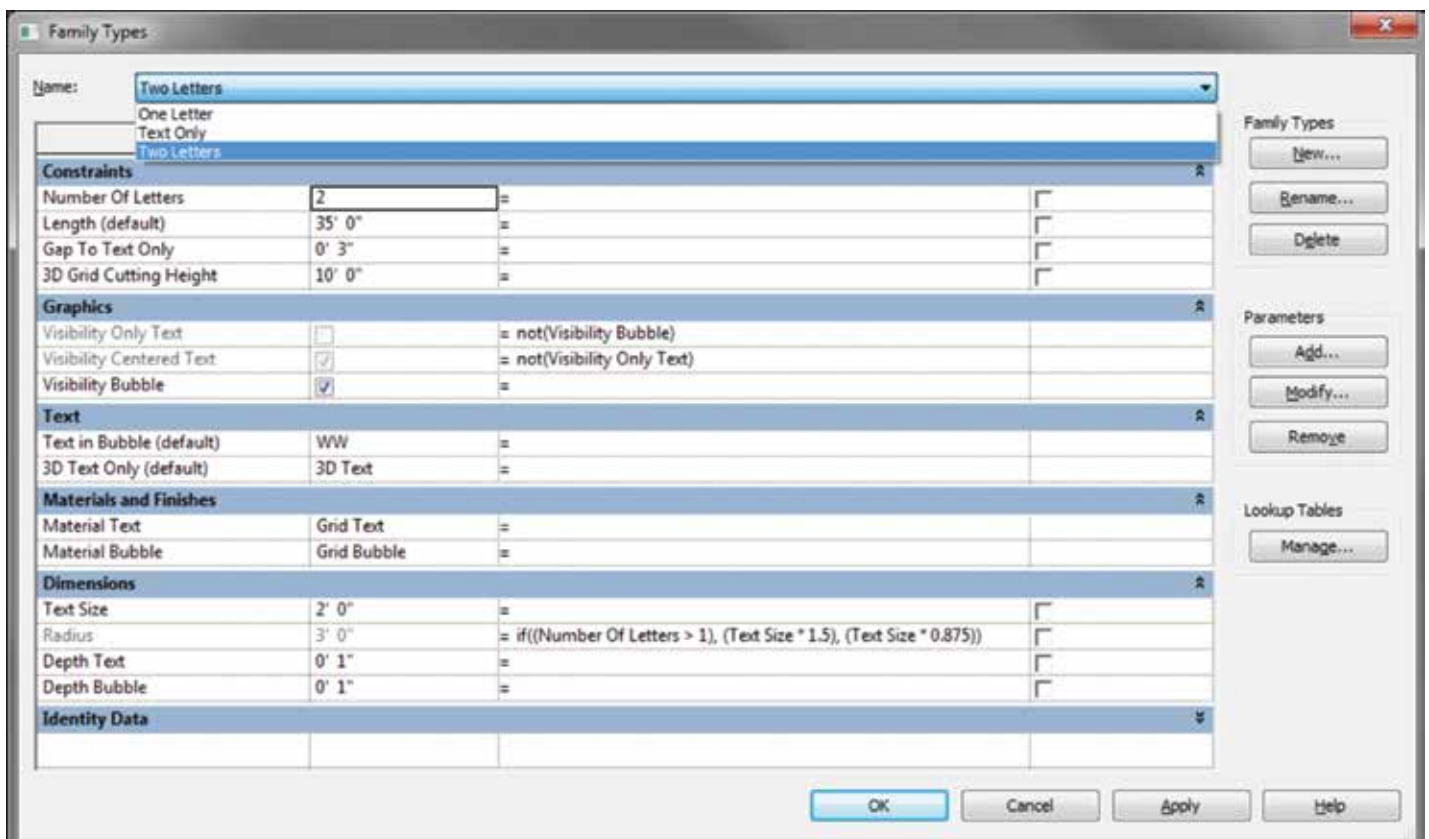 Family Types
Name: Two Letters
One Letter
Text Only
Two Letters
Family Types
New...
Constraints
Number Of Letters 2 =
Rename...
Length (default) 35' 0" =
Delete
Gap To Text Only 0' 3" =
3D Grid Cutting Height 10' 0" =
Graphics
Parameters
Visibility Only Text = not(Visibility Bubble)
Add...
Visibility Centered Text = not(Visibility Only Text)
Visibility Bubble =
Modify...
Text
Text in Bubble (default) WW =
Remove
3D Text Only (default) 3D Text =
Materials and Finishes
Lookup Tables
Material Text Grid Text =
Manage...
Material Bubble Grid Bubble =
Dimensions
Text Size 2' 0" =
Radius 3' 0" = if((Number Of Letters > 1), (Text Size * 1.5), (Text Size * 0.875))
Depth Text 0' 1" =
Depth Bubble 0' 1" =
Identity Data
OK Cancel Apply Help